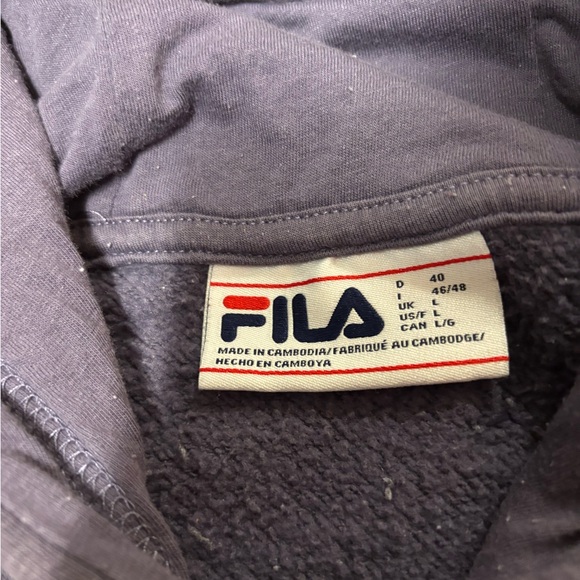 FILA
D 40
I 46/48
UK L
US/F L
CAN L/G
MADE IN CAMBODIA/FABRIQUÉ AU CAMBODGE/
HECHO EN CAMBOYA